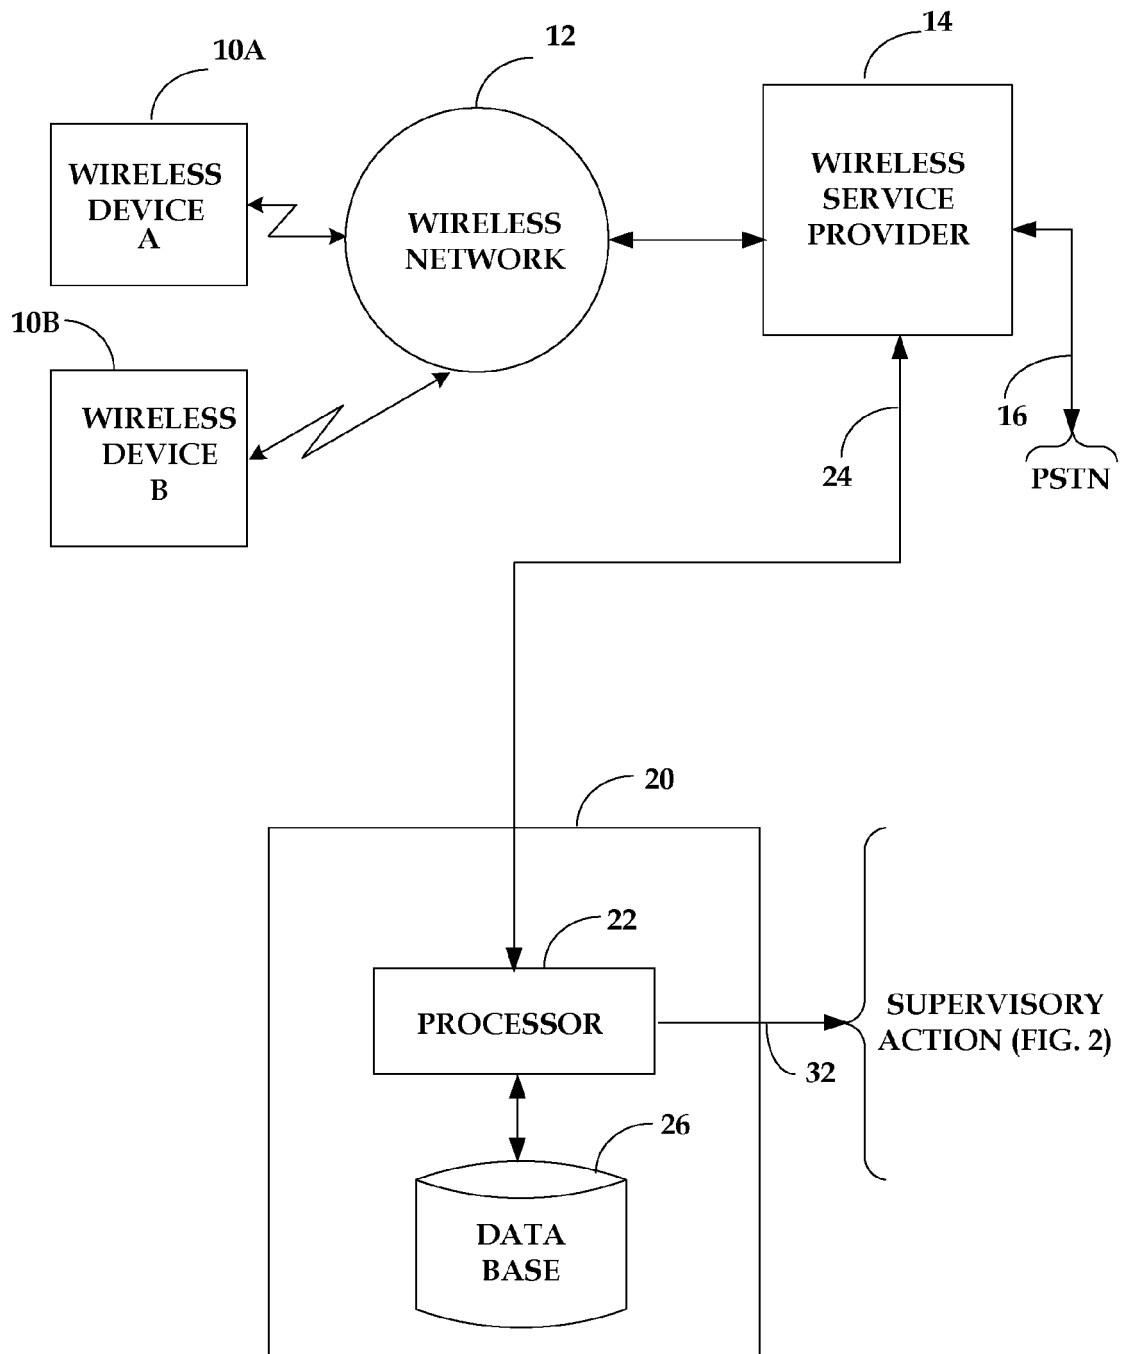 10A
12
14
WIRELESS
DEVICE
A
WIRELESS
NETWORK
WIRELESS
SERVICE
PROVIDER
10B
WIRELESS
DEVICE
B
24
16
PSTN
20
22
PROCESSOR
SUPERVISORY
ACTION (FIG. 2)
32
26
DATA
BASE